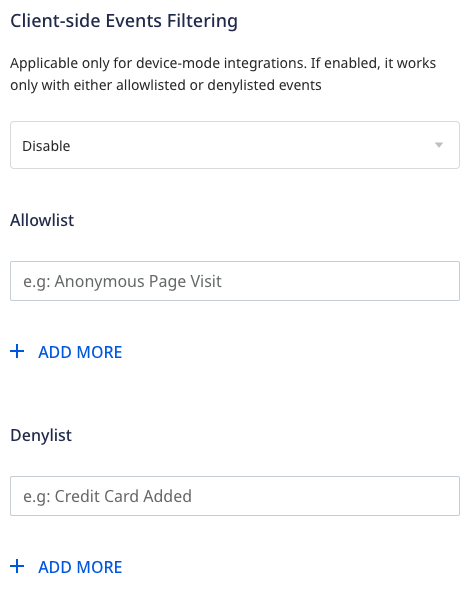 Client-side Events Filtering
Applicable only for device-mode integrations. If enabled, it works
only with either allowlisted or denylisted events
Disable
Allowlist
e.g: Anonymous Page Visit
+ ADD MORE
Denylist
e.g: Credit Card Added
+ ADD MORE